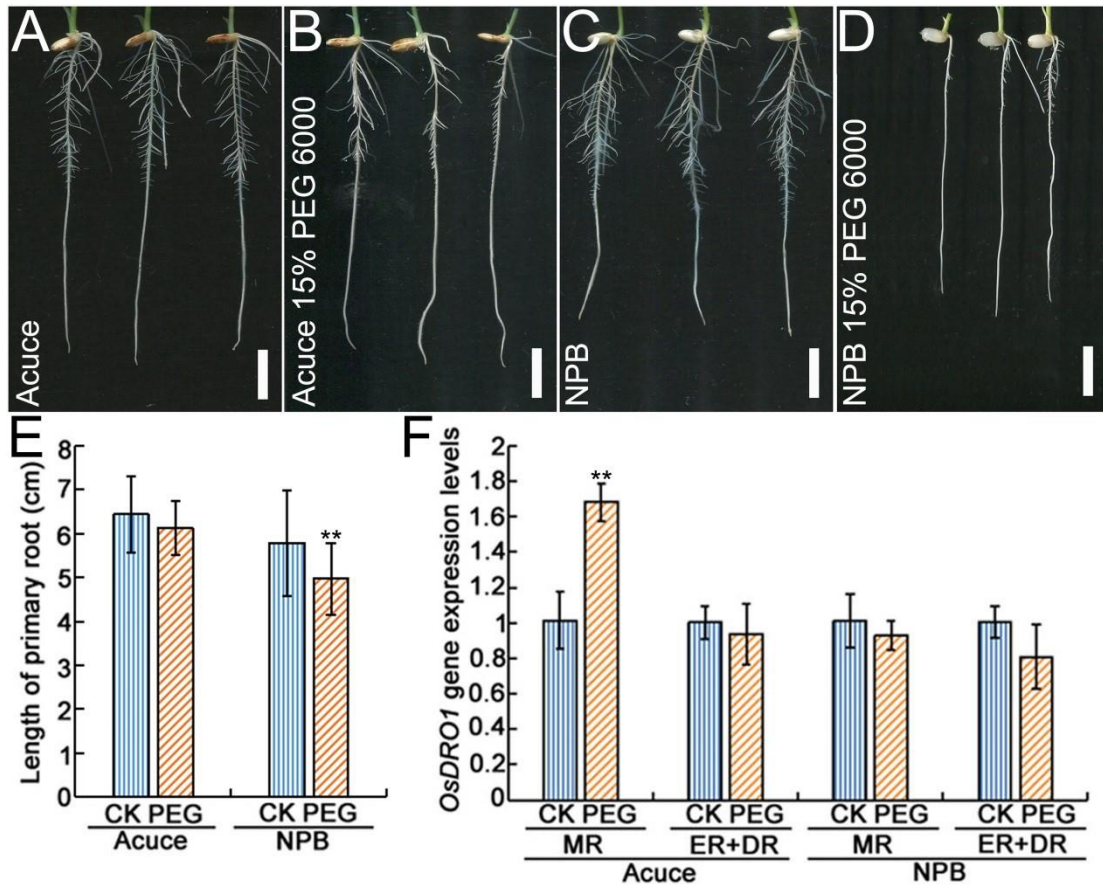 A
B
C
D
Acuce
Acuce 15% PEG 6000
NPB
NPB 15% PEG 6000
E
Length of primary root (cm)
8
7
6
5
4
3
2
1
0
**
CK PEG CK PEG
Acuce NPB
F
OsDRO1 gene expression levels
2
1.8
1.6
1.4
1.2
1
0.8
0.6
0.4
0.2
0
**
CK PEG CK PEG CK PEG CK PEG
MR ER+DR MR ER+DR
Acuce NPB